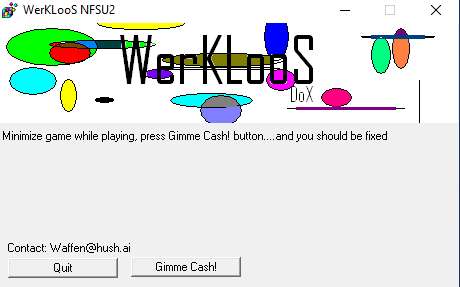 WerKLooS NFSU2
WerKLooS
DoX
Minimize game while playing, press Gimme Cash! button....and you should be fixed
Contact: Waffen@hush.ai
Quit
Gimme Cash!